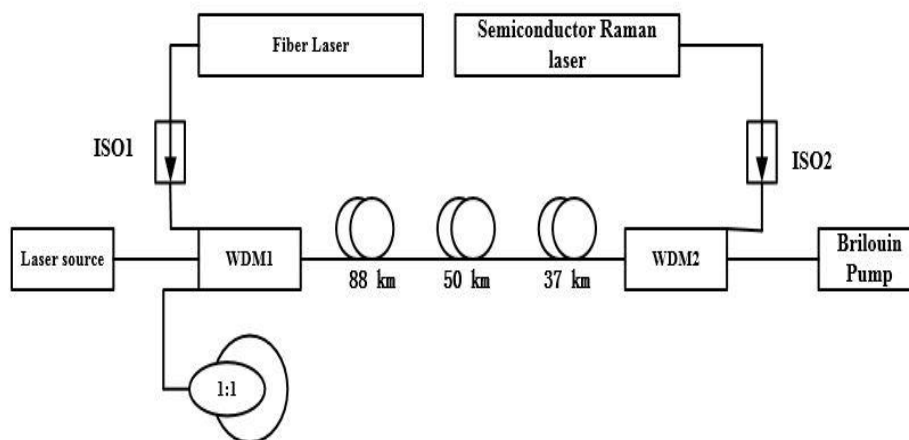 Fiber Laser
Semiconductor Raman
laser
ISO1
ISO2
Laser source
WDM1
WDM2
Brilouin
Pump
88 km
50 km
37 km
1:1